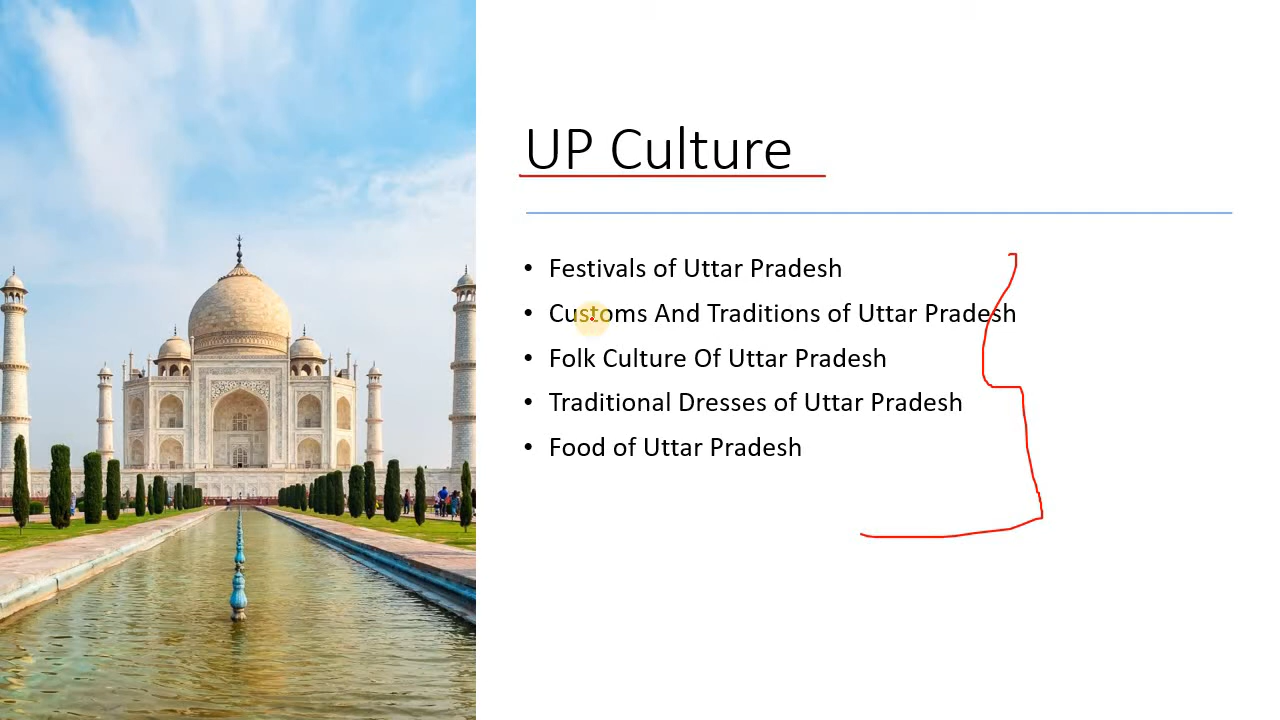 UP Culture
• Festivals of Uttar Pradesh
• Customs And Traditions of Uttar Pradesh
• Folk Culture Of Uttar Pradesh
• Traditional Dresses of Uttar Pradesh
• Food of Uttar Pradesh